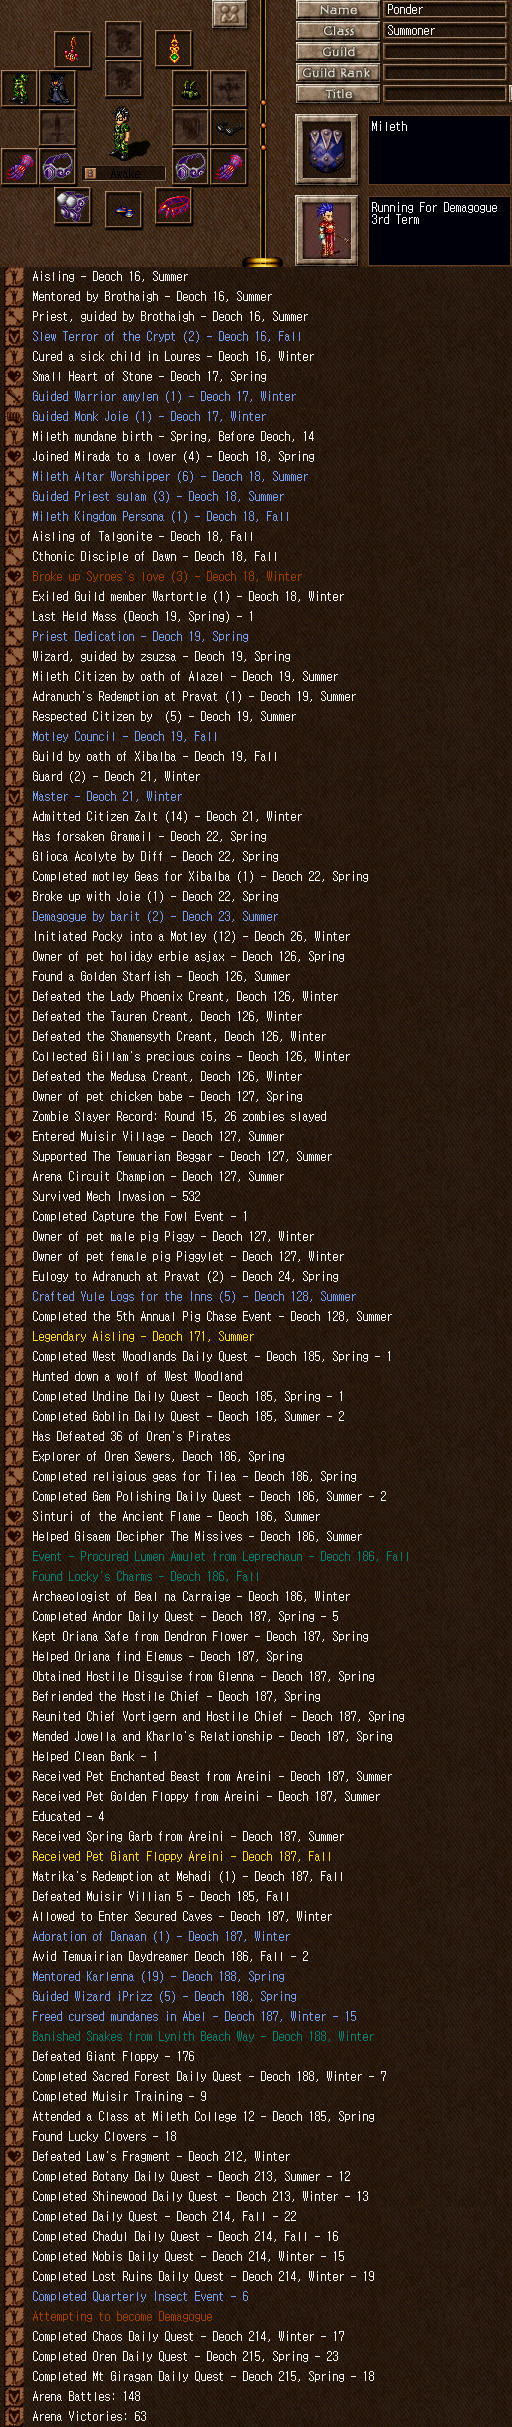 Name
Ponder
Class
Summoner
Guild
Guild Rank
Title
Mileth
Awake
Running For Demagogue
3rd Term
Aisling - Deoch 16, Summer
Mentored by Brothaigh - Deoch 16, Summer
Priest, guided by Brothaigh - Deoch 16, Summer
Slew Terror of the Crypt (2) - Deoch 16, Fall
Cured a sick child in Loures - Deoch 16, Winter
Small Heart of Stone - Deoch 17, Spring
Guided Warrior amylen (1) - Deoch 17, Winter
Guided Monk Joie (1) - Deoch 17, Winter
Mileth mundane birth - Spring, Before Deoch, 14
Joined Mirada to a lover (4) - Deoch 18, Spring
Mileth Altar Worshipper (6) - Deoch 18, Summer
Guided Priest sulam (3) - Deoch 18, Summer
Mileth Kingdom Persona (1) - Deoch 18, Fall
Aisling of Talgonite - Deoch 18, Fall
Cthonic Disciple of Dawn - Deoch 18, Fall
Broke up Syroes's love (3) - Deoch 18, Winter
Exiled Guild member Wartortle (1) - Deoch 18, Winter
Last Held Mass (Deoch 19, Spring) - 1
Priest Dedication - Deoch 19, Spring
Wizard, guided by zsuzsa - Deoch 19, Spring
Mileth Citizen by oath of Alazel - Deoch 19, Summer
Adranuch's Redemption at Pravat (1) - Deoch 19, Summer
Respected Citizen by  (5) - Deoch 19, Summer
Motley Council - Deoch 19, Fall
Guild by oath of Xibalba - Deoch 19, Fall
Guard (2) - Deoch 21, Winter
Master - Deoch 21, Winter
Admitted Citizen Zalt (14) - Deoch 21, Winter
Has forsaken Gramail - Deoch 22, Spring
Glioca Acolyte by Diff - Deoch 22, Spring
Completed motley Geas for Xibalba (1) - Deoch 22, Spring
Broke up with Joie (1) - Deoch 22, Spring
Demagogue by barit (2) - Deoch 23, Summer
Initiated Pocky into a Motley (12) - Deoch 26, Winter
Owner of pet holiday erbie asjax - Deoch 126, Spring
Found a Golden Starfish - Deoch 126, Summer
Defeated the Lady Phoenix Creant, Deoch 126, Winter
Defeated the Tauren Creant, Deoch 126, Winter
Defeated the Shamensyth Creant, Deoch 126, Winter
Collected Gillam's precious coins - Deoch 126, Winter
Defeated the Medusa Creant, Deoch 126, Winter
Owner of pet chicken babe - Deoch 127, Spring
Zombie Slayer Record: Round 15, 26 zombies slayed
Entered Muisir Village - Deoch 127, Summer
Supported The Temuarian Beggar - Deoch 127, Summer
Arena Circuit Champion - Deoch 127, Summer
Survived Mech Invasion - 532
Completed Capture the Fowl Event - 1
Owner of pet male pig Piggy - Deoch 127, Winter
Owner of pet female pig Piggylet - Deoch 127, Winter
Eulogy to Adranuch at Pravat (2) - Deoch 24, Spring
Crafted Yule Logs for the Inns (5) - Deoch 128, Summer
Completed the 5th Annual Pig Chase Event - Deoch 128, Summer
Legendary Aisling - Deoch 171, Summer
Completed West Woodlands Daily Quest - Deoch 185, Spring - 1
Hunted down a wolf of West Woodland
Completed Undine Daily Quest - Deoch 185, Spring - 1
Completed Goblin Daily Quest - Deoch 185, Summer - 2
Has Defeated 36 of Oren's Pirates
Explorer of Oren Sewers, Deoch 186, Spring
Completed religious geas for Tilea - Deoch 186, Spring
Completed Gem Polishing Daily Quest - Deoch 186, Summer - 2
Sinturi of the Ancient Flame - Deoch 186, Summer
Helped Gisaem Decipher The Missives - Deoch 186, Summer
Event - Procured Lumen Amulet from Leprechaun - Deoch 186, Fall
Found Locky's Charms - Deoch 186, Fall
Archaeologist of Beal na Carraige - Deoch 186, Winter
Completed Andor Daily Quest - Deoch 187, Spring - 5
Kept Oriana Safe from Dendron Flower - Deoch 187, Spring
Helped Oriana find Elemus - Deoch 187, Spring
Obtained Hostile Disguise from Glenna - Deoch 187, Spring
Befriended the Hostile Chief - Deoch 187, Spring
Reunited Chief Vortigern and Hostile Chief - Deoch 187, Spring
Mended Jowella and Kharlo's Relationship - Deoch 187, Spring
Helped Clean Bank - 1
Received Pet Enchanted Beast from Areini - Deoch 187, Summer
Received Pet Golden Floppy from Areini - Deoch 187, Summer
Educated - 4
Received Spring Garb from Areini - Deoch 187, Summer
Received Pet Giant Floppy Areini - Deoch 187, Fall
Matrika's Redemption at Mehadi (1) - Deoch 187, Fall
Defeated Muisir Villian 5 - Deoch 185, Fall
Allowed to Enter Secured Caves - Deoch 187, Winter
Adoration of Danaan (1) - Deoch 187, Winter
Avid Temuairian Daydreamer Deoch 186, Fall - 2
Mentored Karlenna (19) - Deoch 188, Spring
Guided Wizard iPrizz (5) - Deoch 188, Spring
Freed cursed mundanes in Abel - Deoch 187, Winter - 15
Banished Snakes from Lynith Beach Way - Deoch 188, Winter
Defeated Giant Floppy - 176
Completed Sacred Forest Daily Quest - Deoch 188, Winter - 7
Completed Muisir Training - 9
Attended a Class at Mileth College 12 - Deoch 185, Spring
Found Lucky Clovers - 18
Defeated Law's Fragment - Deoch 212, Winter
Completed Botany Daily Quest - Deoch 213, Summer - 12
Completed Shinewood Daily Quest - Deoch 213, Winter - 13
Completed Daily Quest - Deoch 214, Fall - 22
Completed Chadul Daily Quest - Deoch 214, Fall - 16
Completed Nobis Daily Quest - Deoch 214, Winter - 15
Completed Lost Ruins Daily Quest - Deoch 214, Winter - 19
Completed Quarterly Insect Event - 6
Attempting to become Demagogue
Completed Chaos Daily Quest - Deoch 214, Winter - 17
Completed Oren Daily Quest - Deoch 215, Spring - 23
Completed Mt Giragan Daily Quest - Deoch 215, Spring - 18
Arena Battles: 148
Arena Victories: 63